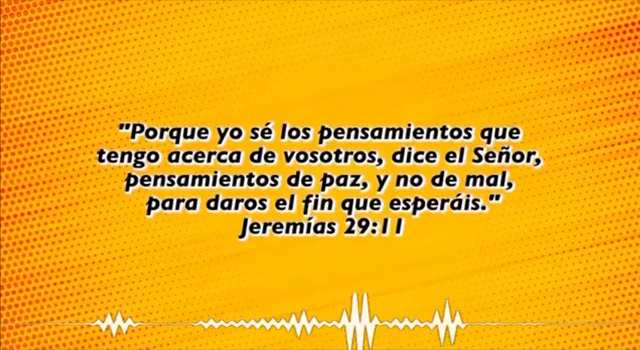 "Porque yo sé los pensamientos que
tengo acerca de vosotros, dice el Señor,
pensamientos de paz, y no de mal,
para daros el fin que esperáis."
Jeremías 29:11